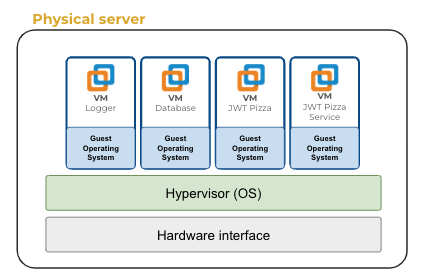 Physical server
VM
Logger
Guest
Operating
System
VM
Database
Guest
Operating
System
VM
JWT Pizza
Guest
Operating
System
VM
JWT Pizza
Service
Guest
Operating
System
Hypervisor (OS)
Hardware interface